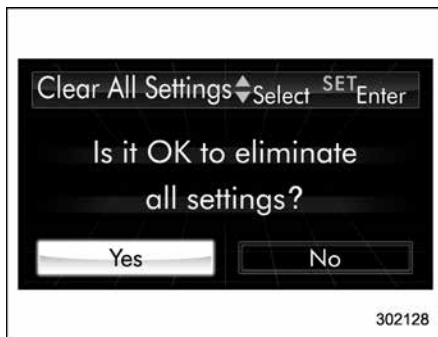 Clear All Settings Select SET Enter
Is it OK to eliminate
all settings?
Yes No
302128